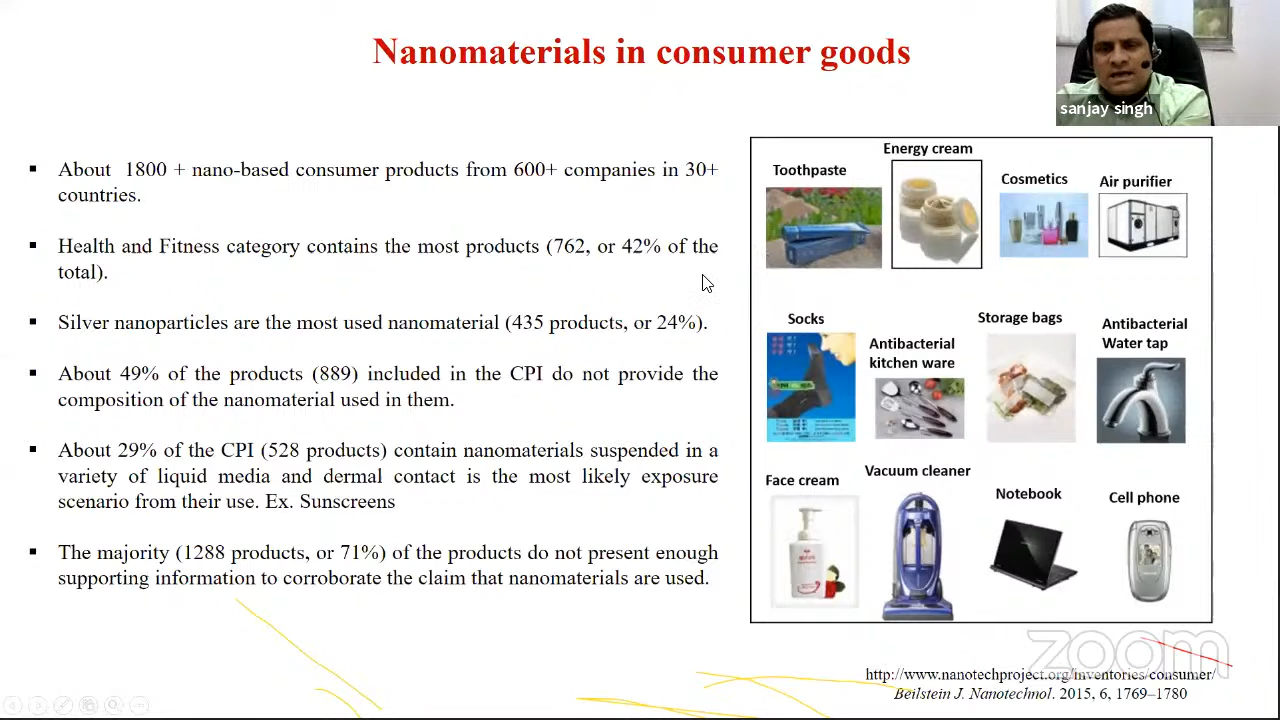 Nanomaterials in consumer goods
sanjay singh
▪ About 1800 + nano-based consumer products from 600+ companies in 30+
countries.
▪ Health and Fitness category contains the most products (762, or 42% of the
total).
▪ Silver nanoparticles are the most used nanomaterial (435 products, or 24%).
▪ About 49% of the products (889) included in the CPI do not provide the
composition of the nanomaterial used in them.
▪ About 29% of the CPI (528 products) contain nanomaterials suspended in a
variety of liquid media and dermal contact is the most likely exposure
scenario from their use. Ex. Sunscreens
▪ The majority (1288 products, or 71%) of the products do not present enough
supporting information to corroborate the claim that nanomaterials are used.
Toothpaste
Energy cream
Cosmetics
Air purifier
Socks
Antibacterial
kitchen ware
Storage bags
Antibacterial
Water tap
Face cream
Vacuum cleaner
Notebook
Cell phone
zoom
http://www.nanotechproject.org/inventories/consumer/
Beilstein J. Nanotechnol. 2015, 6, 1769–1780